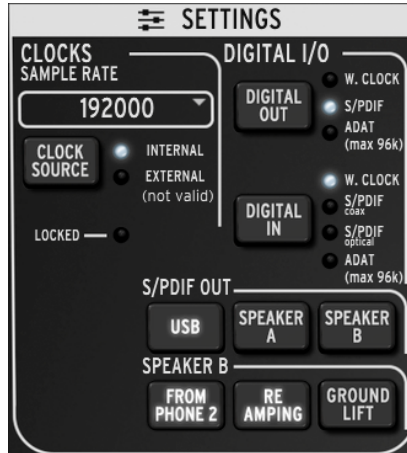 SETTINGS
CLOCKS
SAMPLE RATE
192000
CLOCK
SOURCE
INTERNAL
EXTERNAL
(not valid)
LOCKED
DIGITAL I/O
DIGITAL
OUT
W. CLOCK
S/PDIF
ADAT
(max 96k)
DIGITAL
IN
W. CLOCK
S/PDIF
coax
S/PDIF
optical
ADAT
(max 96k)
S/PDIF OUT
USB
SPEAKER
A
SPEAKER
B
SPEAKER B
FROM
PHONE 2
RE
AMPING
GROUND
LIFT